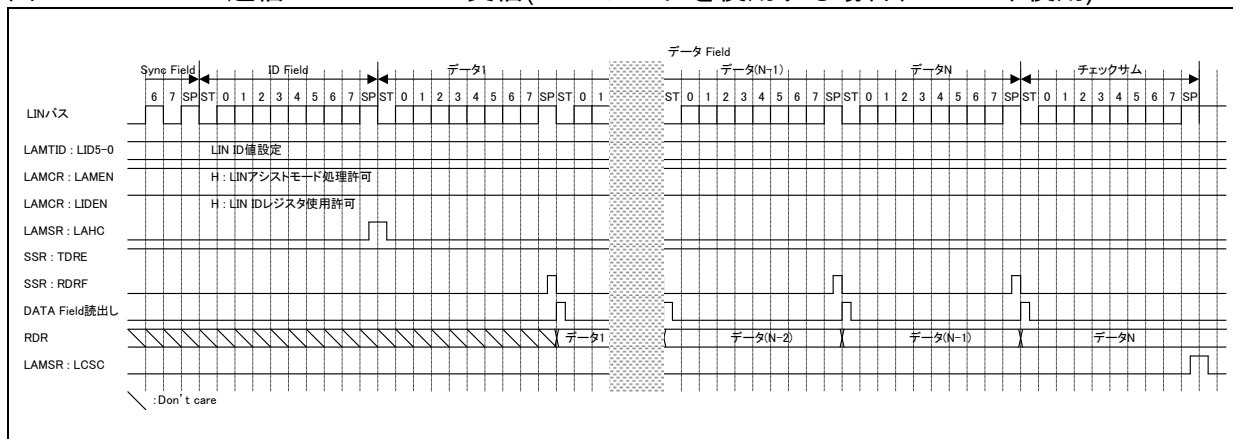 データ Field
Sync Field ID Field データ1 データ(N-1) データN チェックサム
6 7 SP ST 0 1 2 3 4 5 6 7 SP ST 0 1 2 3 4 5 6 7 SP ST 0 1 ST 0 1 2 3 4 5 6 7 SP ST 0 1 2 3 4 5 6 7 SP ST 0 1 2 3 4 5 6 7 SP
LINバス
LAMTID : LID5-0 LIN ID値設定
LAMCR : LAMEN H : LINアシストモード処理許可
LAMCR : LIDEN H : LIN IDレジスタ使用許可
LAMSR : LAHC
SSR : TDRE
SSR : RDRF
DATA Field読出し
RDR データ1 データ(N-2) データ(N-1) データN
LAMSR : LCSC
:Don't care